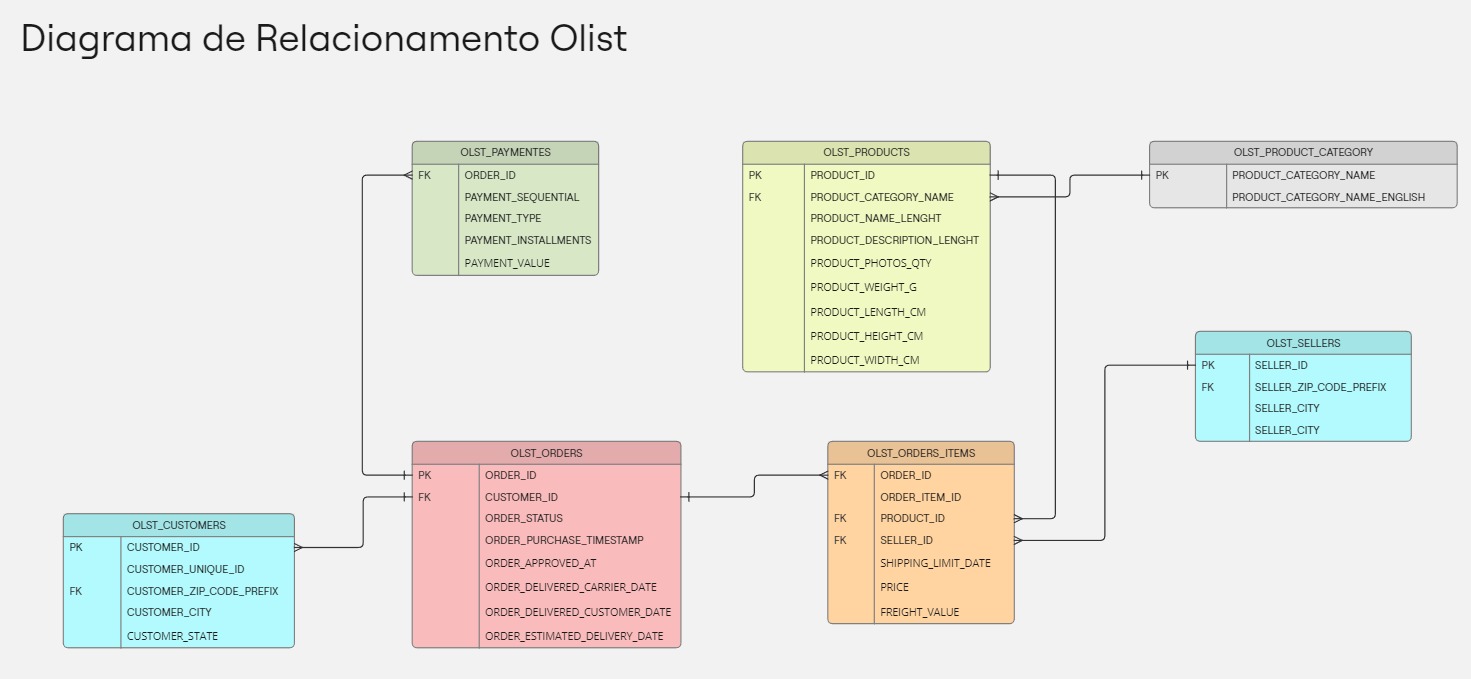 Diagrama de Relacionamento Olist
OLST_PAYMENTES
FK ORDER_ID
PAYMENT_SEQUENTIAL
PAYMENT_TYPE
PAYMENT_INSTALLMENTS
PAYMENT_VALUE
OLST_PRODUCTS
PK PRODUCT_ID
FK PRODUCT_CATEGORY_NAME
PRODUCT_NAME_LENGHT
PRODUCT_DESCRIPTION_LENGHT
PRODUCT_PHOTOS_QTY
PRODUCT_WEIGHT_G
PRODUCT_LENGTH_CM
PRODUCT_HEIGHT_CM
PRODUCT_WIDTH_CM
OLST_PRODUCT_CATEGORY
PK PRODUCT_CATEGORY_NAME
PRODUCT_CATEGORY_NAME_ENGLISH
OLST_SELLERS
PK SELLER_ID
FK SELLER_ZIP_CODE_PREFIX
SELLER_CITY
SELLER_CITY
OLST_CUSTOMERS
PK CUSTOMER_ID
CUSTOMER_UNIQUE_ID
FK CUSTOMER_ZIP_CODE_PREFIX
CUSTOMER_CITY
CUSTOMER_STATE
OLST_ORDERS
PK ORDER_ID
FK CUSTOMER_ID
ORDER_STATUS
ORDER_PURCHASE_TIMESTAMP
ORDER_APPROVED_AT
ORDER_DELIVERED_CARRIER_DATE
ORDER_DELIVERED_CUSTOMER_DATE
ORDER_ESTIMATED_DELIVERY_DATE
OLST_ORDERS_ITEMS
FK ORDER_ID
ORDER_ITEM_ID
FK PRODUCT_ID
FK SELLER_ID
SHIPPING_LIMIT_DATE
PRICE
FREIGHT_VALUE